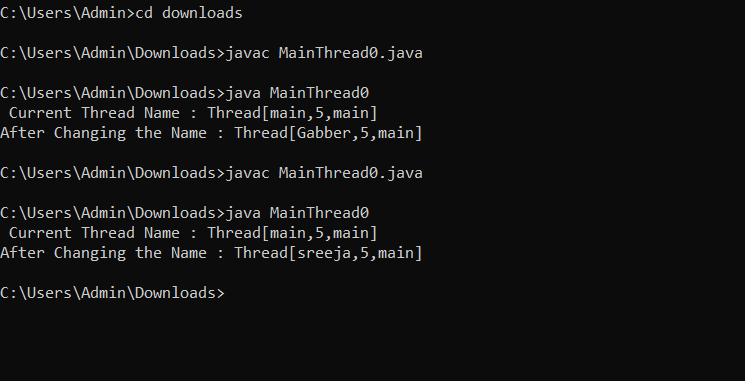 C:\Users\Admin>cd downloads
C:\Users\Admin\Downloads>javac MainThread0.java
C:\Users\Admin\Downloads>java MainThread0
 Current Thread Name : Thread[main,5,main]
After Changing the Name : Thread[Gabber,5,main]
C:\Users\Admin\Downloads>javac MainThread0.java
C:\Users\Admin\Downloads>java MainThread0
 Current Thread Name : Thread[main,5,main]
After Changing the Name : Thread[sreeja,5,main]
C:\Users\Admin\Downloads>